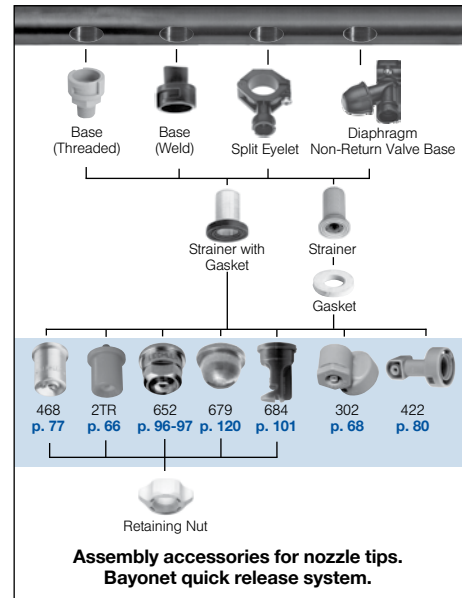 Base
(Threaded)
Base
(Weld)
Split Eyelet
Diaphragm
Non-Return Valve Base
Strainer with
Gasket
Strainer
Gasket
468
p. 77
2TR
p. 66
652
p. 96-97
679
p. 120
684
p. 101
302
p. 68
422
p. 80
Retaining Nut
Assembly accessories for nozzle tips.
Bayonet quick release system.